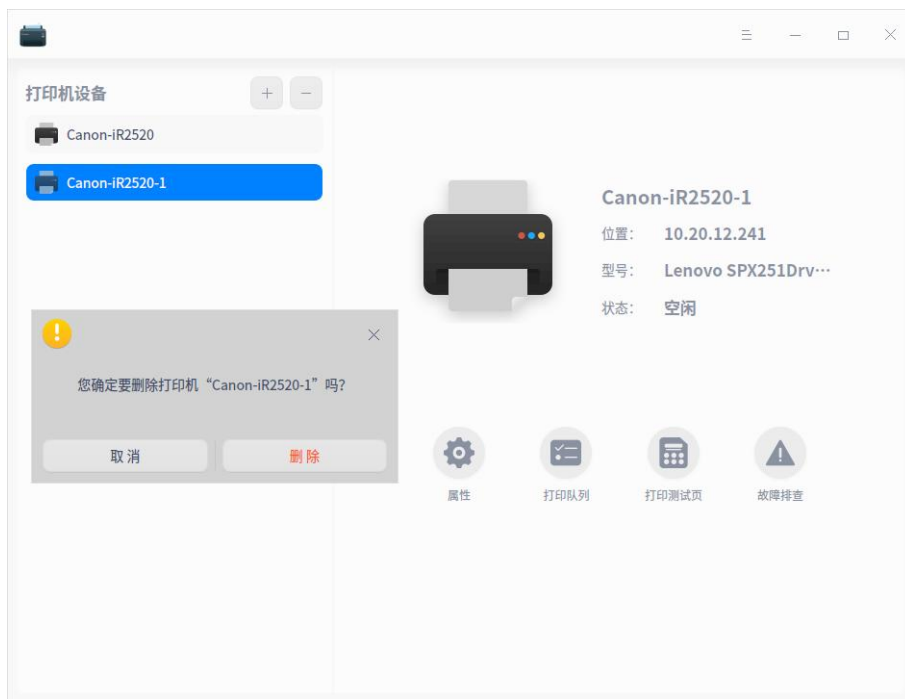 打印机设备
Canon-iR2520
Canon-iR2520-1
Canon-iR2520-1
位置： 10.20.12.241
型号： Lenovo SPX251Drv…
状态： 空闲
您确定要删除打印机“Canon-iR2520-1”吗？
取消 删除
属性 打印队列 打印测试页 故障排查